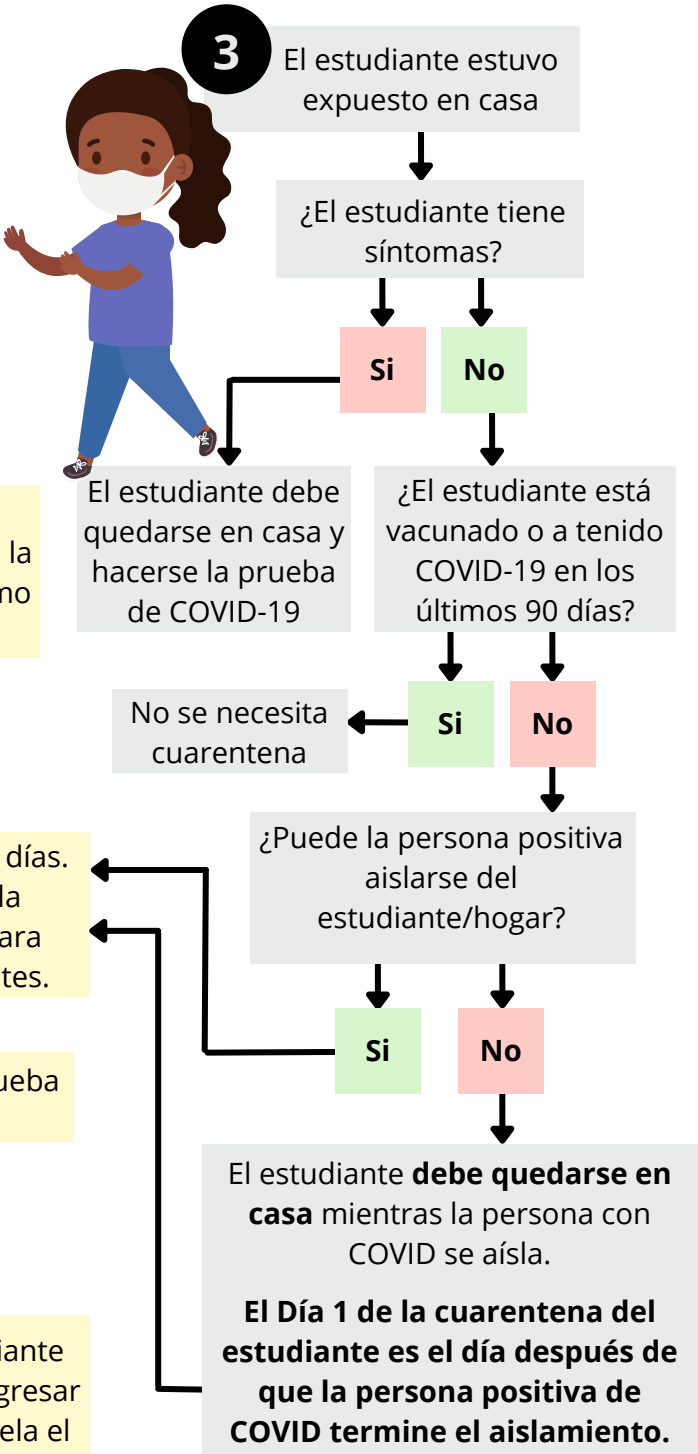 3
El estudiante estuvo
expuesto en casa
¿El estudiante tiene
síntomas?
Si
No
El estudiante debe
quedarse en casa y
hacerse la prueba
de COVID-19
¿El estudiante está
vacunado o a tenido
COVID-19 en los
últimos 90 días?
la
mo
No se necesita
cuarentena
Si
No
¿Puede la persona positiva
aislarse del
estudiante/hogar?
días.
la
ara
tes.
Si
No
ueba
El estudiante debe quedarse en
casa mientras la persona con
COVID se aísla.
El Día 1 de la cuarentena del
estudiante es el día después de
que la persona positiva de
COVID termine el aislamiento.
iante
gresar
ela el